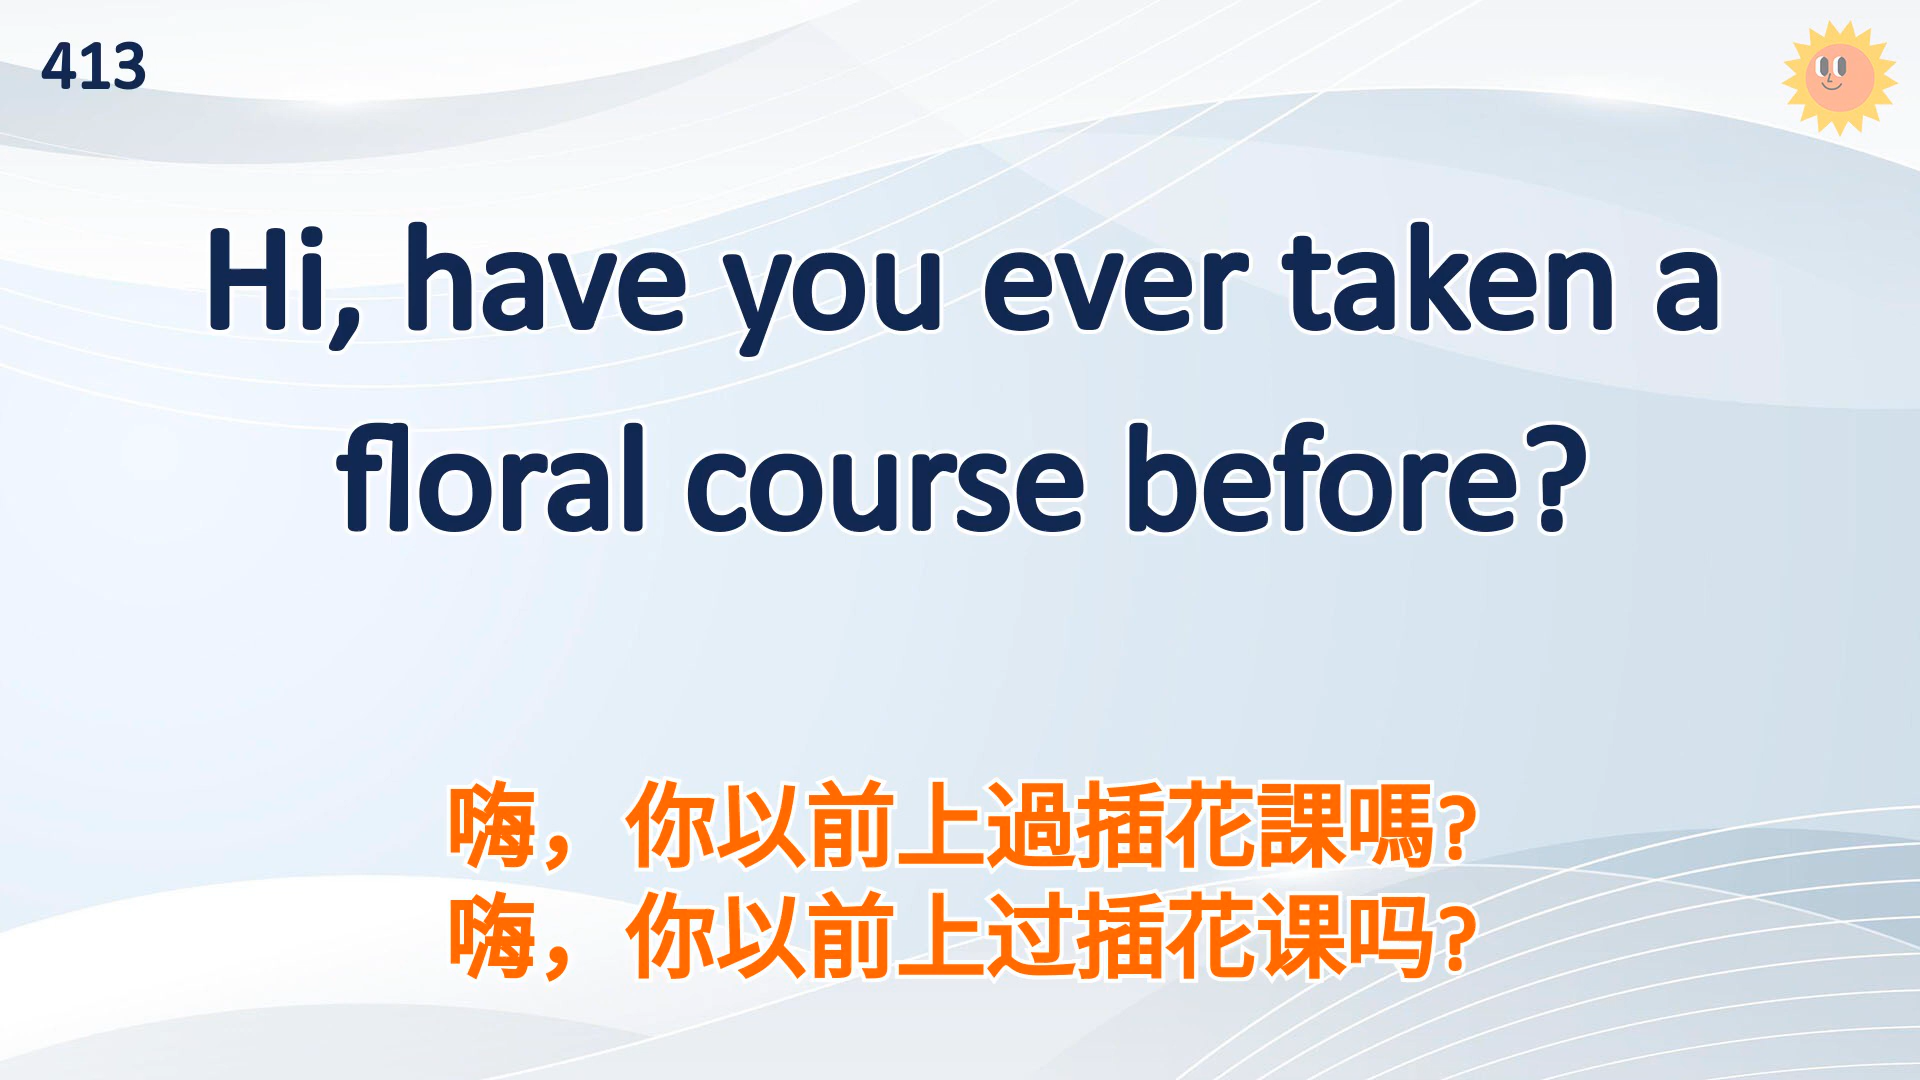 413
Hi, have you ever taken a
floral course before?
嗨，你以前上過插花課嗎?
嗨，你以前上过插花课吗?